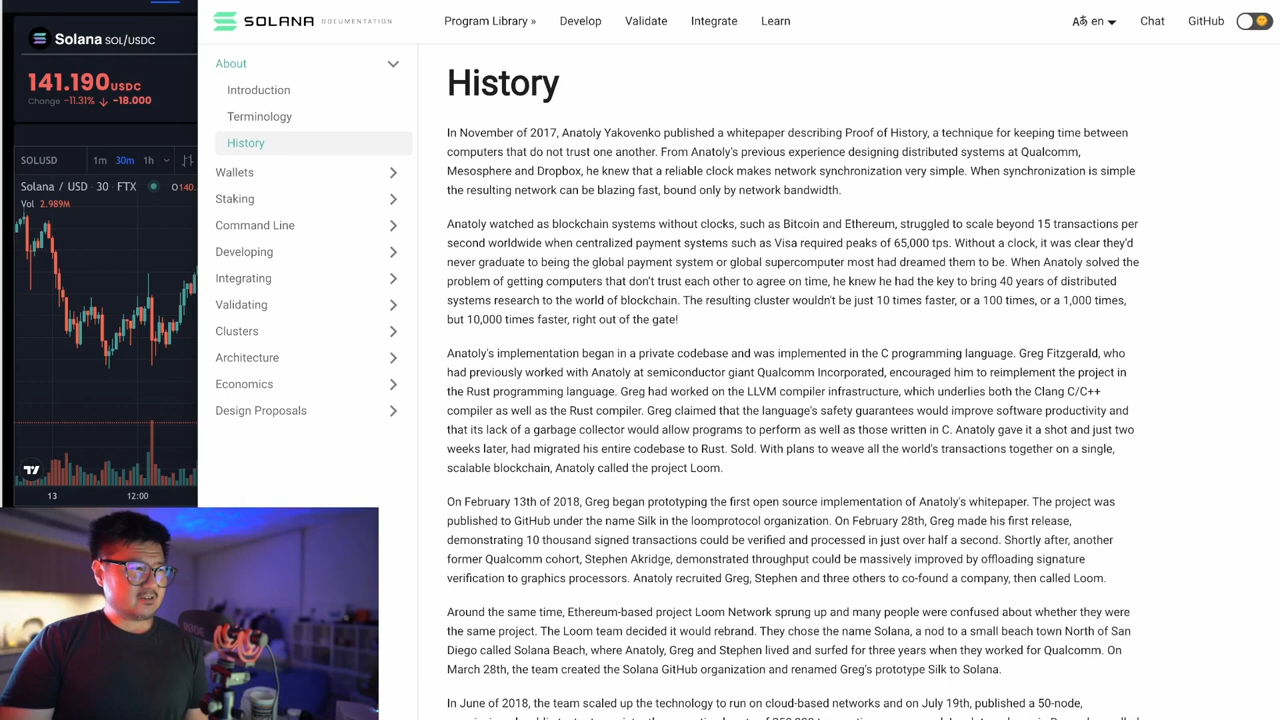 Solana SOL/USDC
141.190 USDC
Change -11.31% ↓ -18.000
SOLUSD 1m 30m 1h
Solana / USD · 30 · FTX O140.
Vol 2.989M
13 12:00
SOLANA DOCUMENTATION
Program Library » Develop Validate Integrate Learn
en Chat GitHub
About
Introduction
Terminology
History
Wallets
Staking
Command Line
Developing
Integrating
Validating
Clusters
Architecture
Economics
Design Proposals
History
In November of 2017, Anatoly Yakovenko published a whitepaper describing Proof of History, a technique for keeping time between
computers that do not trust one another. From Anatoly's previous experience designing distributed systems at Qualcomm,
Mesosphere and Dropbox, he knew that a reliable clock makes network synchronization very simple. When synchronization is simple
the resulting network can be blazing fast, bound only by network bandwidth.
Anatoly watched as blockchain systems without clocks, such as Bitcoin and Ethereum, struggled to scale beyond 15 transactions per
second worldwide when centralized payment systems such as Visa required peaks of 65,000 tps. Without a clock, it was clear they'd
never graduate to being the global payment system or global supercomputer most had dreamed them to be. When Anatoly solved the
problem of getting computers that don't trust each other to agree on time, he knew he had the key to bring 40 years of distributed
systems research to the world of blockchain. The resulting cluster wouldn't be just 10 times faster, or a 100 times, or a 1,000 times,
but 10,000 times faster, right out of the gate!
Anatoly's implementation began in a private codebase and was implemented in the C programming language. Greg Fitzgerald, who
had previously worked with Anatoly at semiconductor giant Qualcomm Incorporated, encouraged him to reimplement the project in
the Rust programming language. Greg had worked on the LLVM compiler infrastructure, which underlies both the Clang C/C++
compiler as well as the Rust compiler. Greg claimed that the language's safety guarantees would improve software productivity and
that its lack of a garbage collector would allow programs to perform as well as those written in C. Anatoly gave it a shot and just two
weeks later, had migrated his entire codebase to Rust. Sold. With plans to weave all the world's transactions together on a single,
scalable blockchain, Anatoly called the project Loom.
On February 13th of 2018, Greg began prototyping the first open source implementation of Anatoly's whitepaper. The project was
published to GitHub under the name Silk in the loomprotocol organization. On February 28th, Greg made his first release,
demonstrating 10 thousand signed transactions could be verified and processed in just over half a second. Shortly after, another
former Qualcomm cohort, Stephen Akridge, demonstrated throughput could be massively improved by offloading signature
verification to graphics processors. Anatoly recruited Greg, Stephen and three others to co-found a company, then called Loom.
Around the same time, Ethereum-based project Loom Network sprung up and many people were confused about whether they were
the same project. The Loom team decided it would rebrand. They chose the name Solana, a nod to a small beach town North of San
Diego called Solana Beach, where Anatoly, Greg and Stephen lived and surfed for three years when they worked for Qualcomm. On
March 28th, the team created the Solana GitHub organization and renamed Greg's prototype Silk to Solana.
In June of 2018, the team scaled up the technology to run on cloud-based networks and on July 19th, published a 50-node,